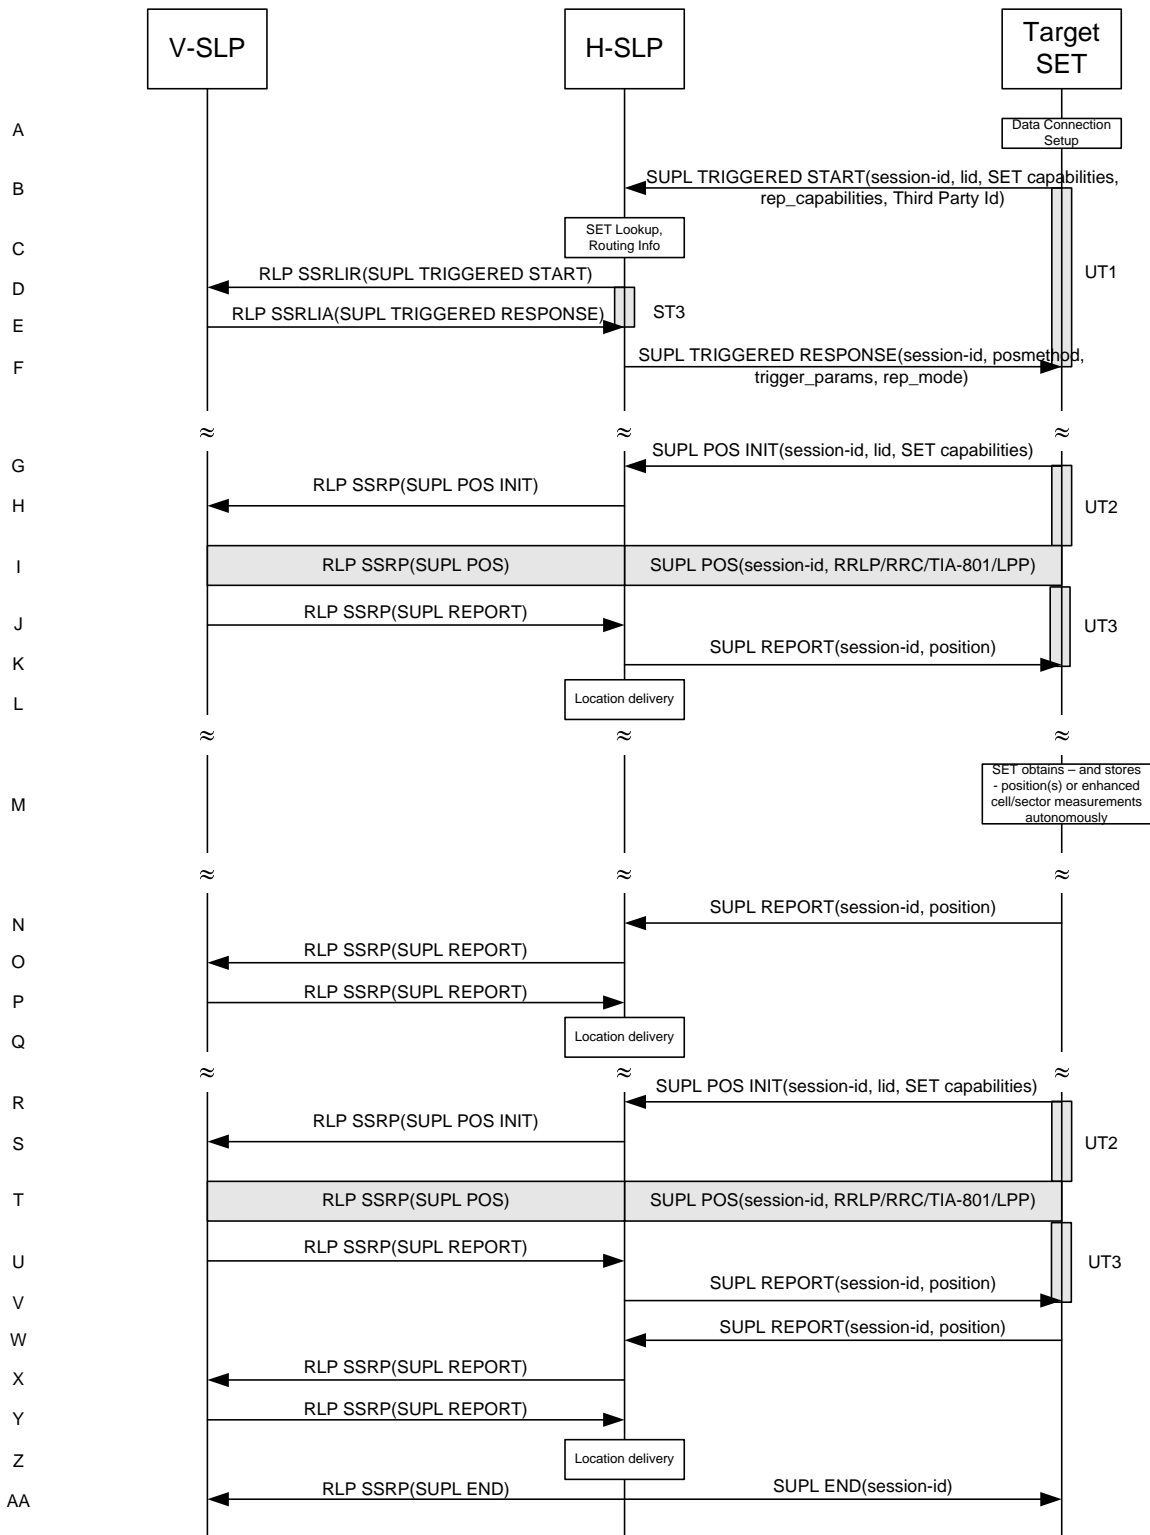 V-SLP
H-SLP
Target
SET
A
Data Connection
Setup
B
SUPL TRIGGERED START(session-id, lid, SET capabilities,
rep_capabilities, Third Party Id)
C
SET Lookup,
Routing Info
UT1
D
RLP SSRLIR(SUPL TRIGGERED START)
E
RLP SSRLIA(SUPL TRIGGERED RESPONSE)
ST3
F
SUPL TRIGGERED RESPONSE(session-id, posmethod,
trigger_params, rep_mode)
≈ ≈ ≈
G
SUPL POS INIT(session-id, lid, SET capabilities)
H
RLP SSRP(SUPL POS INIT)
UT2
I
RLP SSRP(SUPL POS)
SUPL POS(session-id, RRLP/RRC/TIA-801/LPP)
J
RLP SSRP(SUPL REPORT)
UT3
K
SUPL REPORT(session-id, position)
L
Location delivery
≈ ≈ ≈
M
SET obtains – and stores
- position(s) or enhanced
cell/sector measurements
autonomously
≈ ≈ ≈
N
SUPL REPORT(session-id, position)
O
RLP SSRP(SUPL REPORT)
P
RLP SSRP(SUPL REPORT)
Q
Location delivery
≈ ≈ ≈
R
SUPL POS INIT(session-id, lid, SET capabilities)
S
RLP SSRP(SUPL POS INIT)
UT2
T
RLP SSRP(SUPL POS)
SUPL POS(session-id, RRLP/RRC/TIA-801/LPP)
U
RLP SSRP(SUPL REPORT)
UT3
V
SUPL REPORT(session-id, position)
W
SUPL REPORT(session-id, position)
X
RLP SSRP(SUPL REPORT)
Y
RLP SSRP(SUPL REPORT)
Z
Location delivery
AA
RLP SSRP(SUPL END)
SUPL END(session-id)